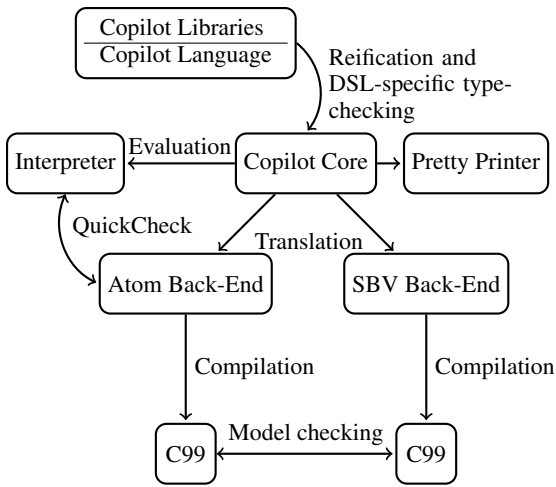 Copilot Libraries
Copilot Language
Reification and
DSL-specific type-
checking
Evaluation
Interpreter
Copilot Core
Pretty Printer
QuickCheck
Translation
Atom Back-End
SBV Back-End
Compilation
Compilation
Model checking
C99
C99